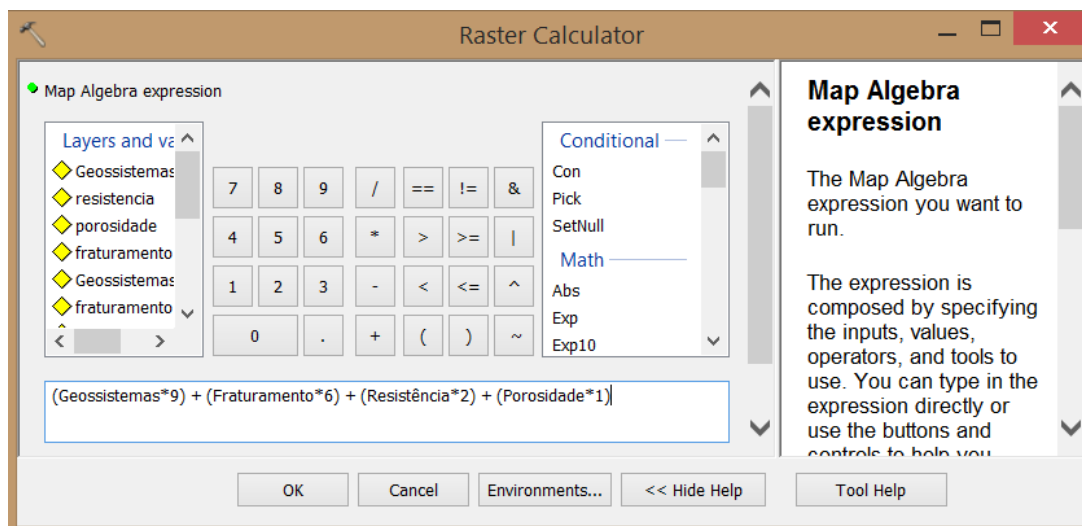 Raster Calculator
Map Algebra expression
Layers and va
Geossistemas
resistencia
porosidade
fraturamento
Geossistemas
fraturamento
7 8 9 / == != &
4 5 6 * > >= |
1 2 3 - < <= ^
0 . + ( ) ~
Conditional
Con
Pick
SetNull
Math
Abs
Exp
Exp10
(Geossistemas*9) + (Fraturamento*6) + (Resistência*2) + (Porosidade*1)
OK Cancel Environments... << Hide Help Tool Help
Map Algebra
expression
The Map Algebra
expression you want to
run.
The expression is
composed by specifying
the inputs, values,
operators, and tools to
use. You can type in the
expression directly or
use the buttons and
controls to help you